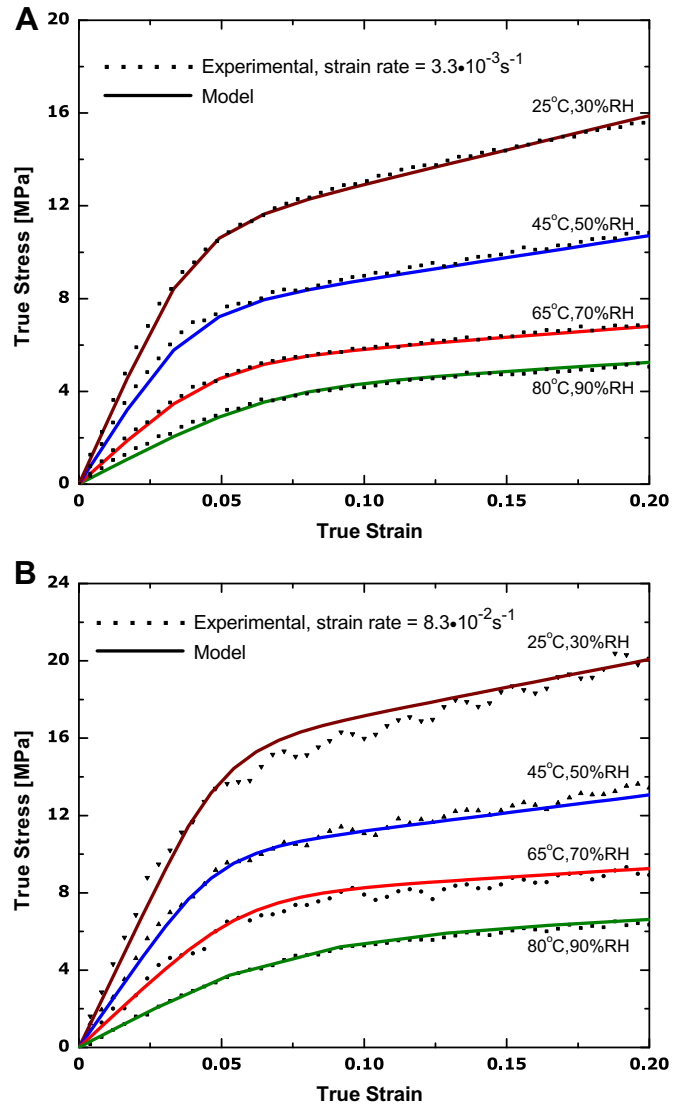 A
20
16
12
8
4
0
True Stress [MPa]
Experimental, strain rate = 3.3•10⁻³s⁻¹
Model
25°C,30%RH
45°C,50%RH
65°C,70%RH
80°C,90%RH
0
0.05
0.10
0.15
0.20
True Strain
B
24
20
16
12
8
4
0
True Stress [MPa]
Experimental, strain rate = 8.3•10⁻²s⁻¹
Model
25°C,30%RH
45°C,50%RH
65°C,70%RH
80°C,90%RH
0
0.05
0.10
0.15
0.20
True Strain